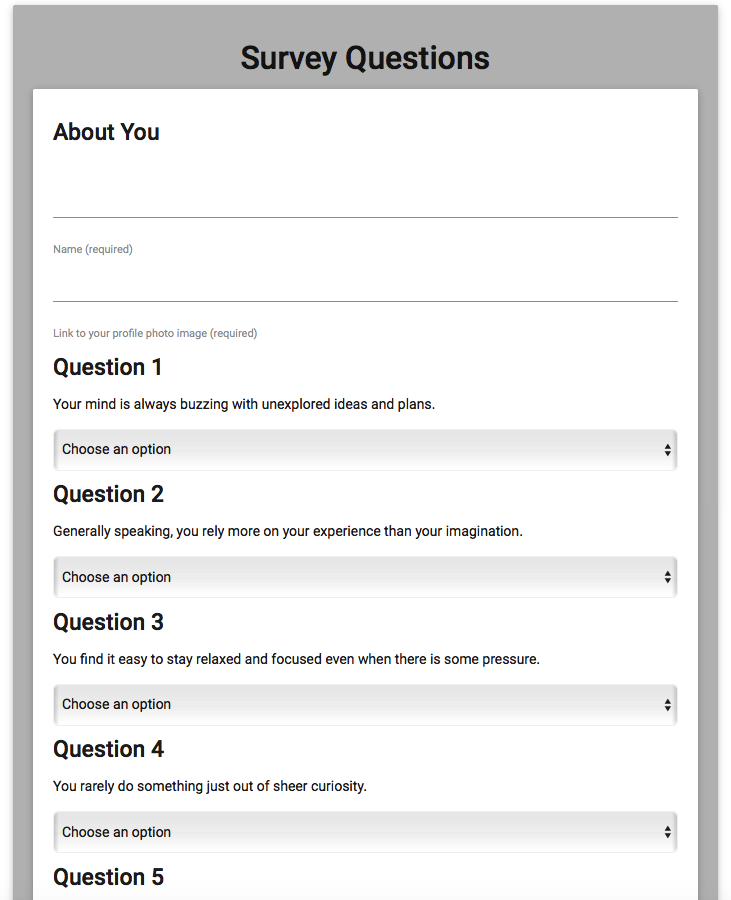 Survey Questions
About You
Name (required)
Link to your profile photo image (required)
Question 1
Your mind is always buzzing with unexplored ideas and plans.
Choose an option
Question 2
Generally speaking, you rely more on your experience than your imagination.
Choose an option
Question 3
You find it easy to stay relaxed and focused even when there is some pressure.
Choose an option
Question 4
You rarely do something just out of sheer curiosity.
Choose an option
Question 5